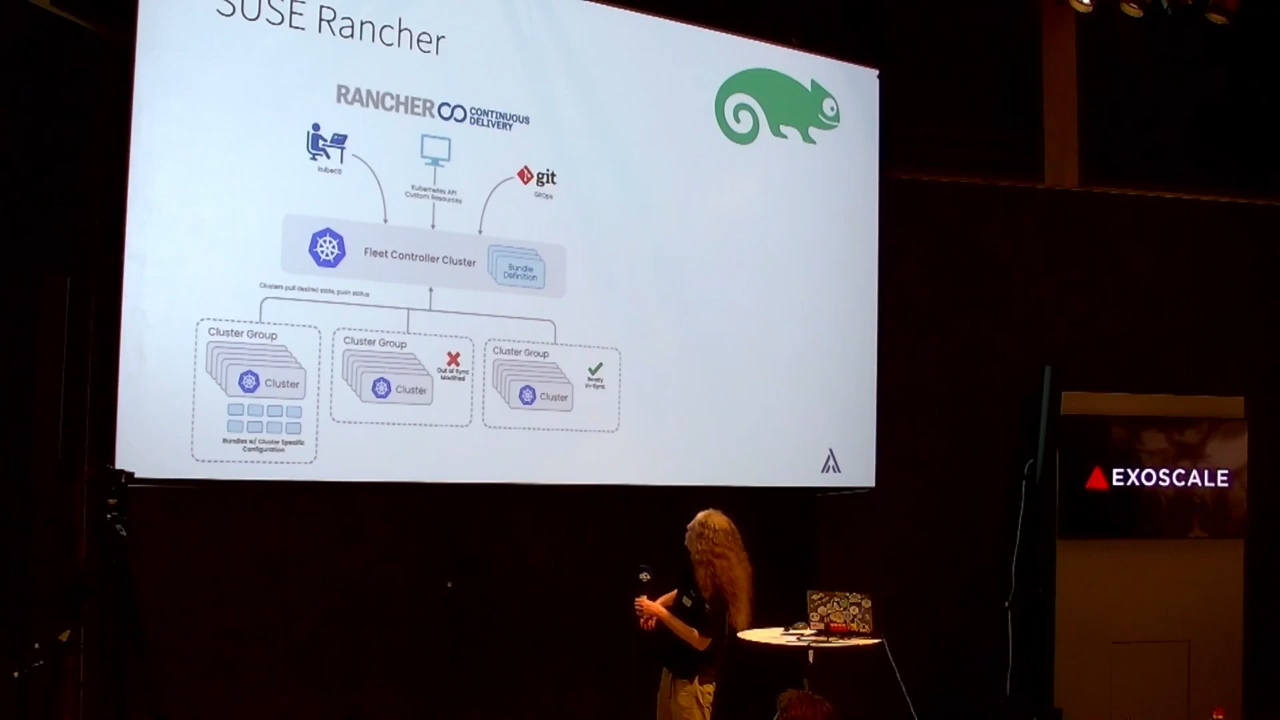 SUSE Rancher
RANCHER CONTINUOUS
DELIVERY
kubectl
Kubernetes API
Custom Resources
git
GitOps
Fleet Controller Cluster
Bundle
Definition
Clusters pull desired state, push status
Cluster Group
Cluster
Bundles w/ Cluster Specific
Configuration
Cluster Group
Out of Sync
Modified
Cluster
Cluster Group
Ready
In-Sync
Cluster
EXOSCALE